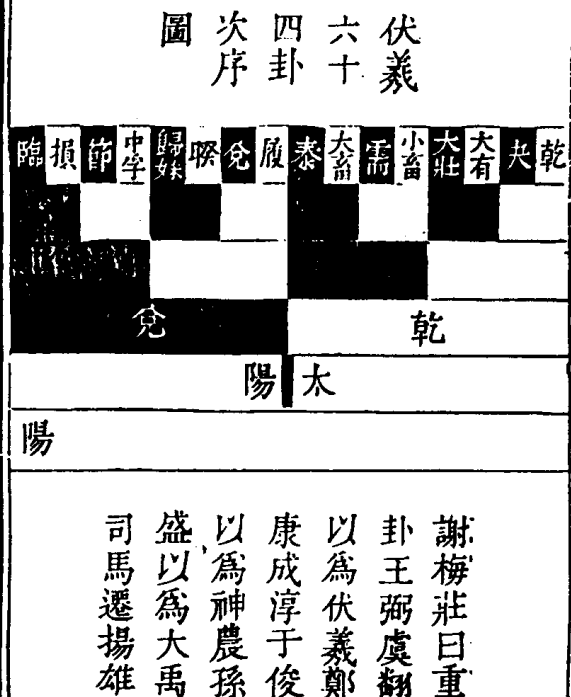 伏羲
六十
四卦
次序
圖
乾
夬
大有
大壯
小畜
需
大畜
泰
履
兌
睽
歸妹
中孚
節
損
臨
乾
兌
太陽
陽
謝梅莊曰重
卦王弼虞翻
以為伏羲鄭
康成淳于俊
以為神農孫
盛以為大禹
司馬遷揚雄